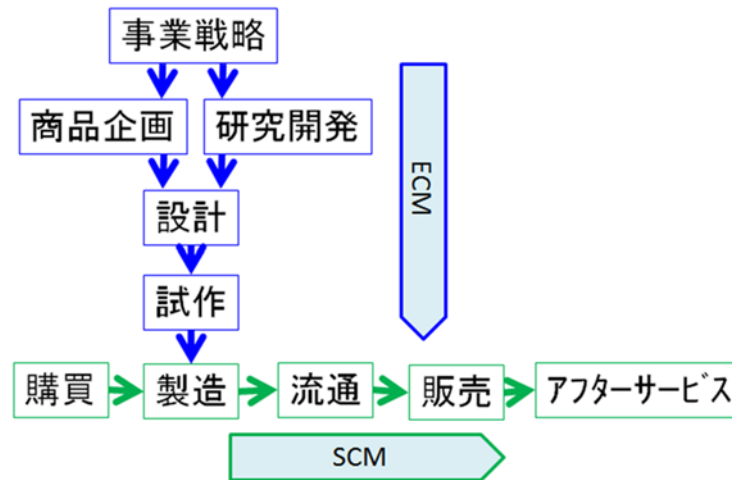 事業戦略
商品企画
研究開発
ECM
設計
試作
購買
製造
流通
販売
アフターサービス
SCM